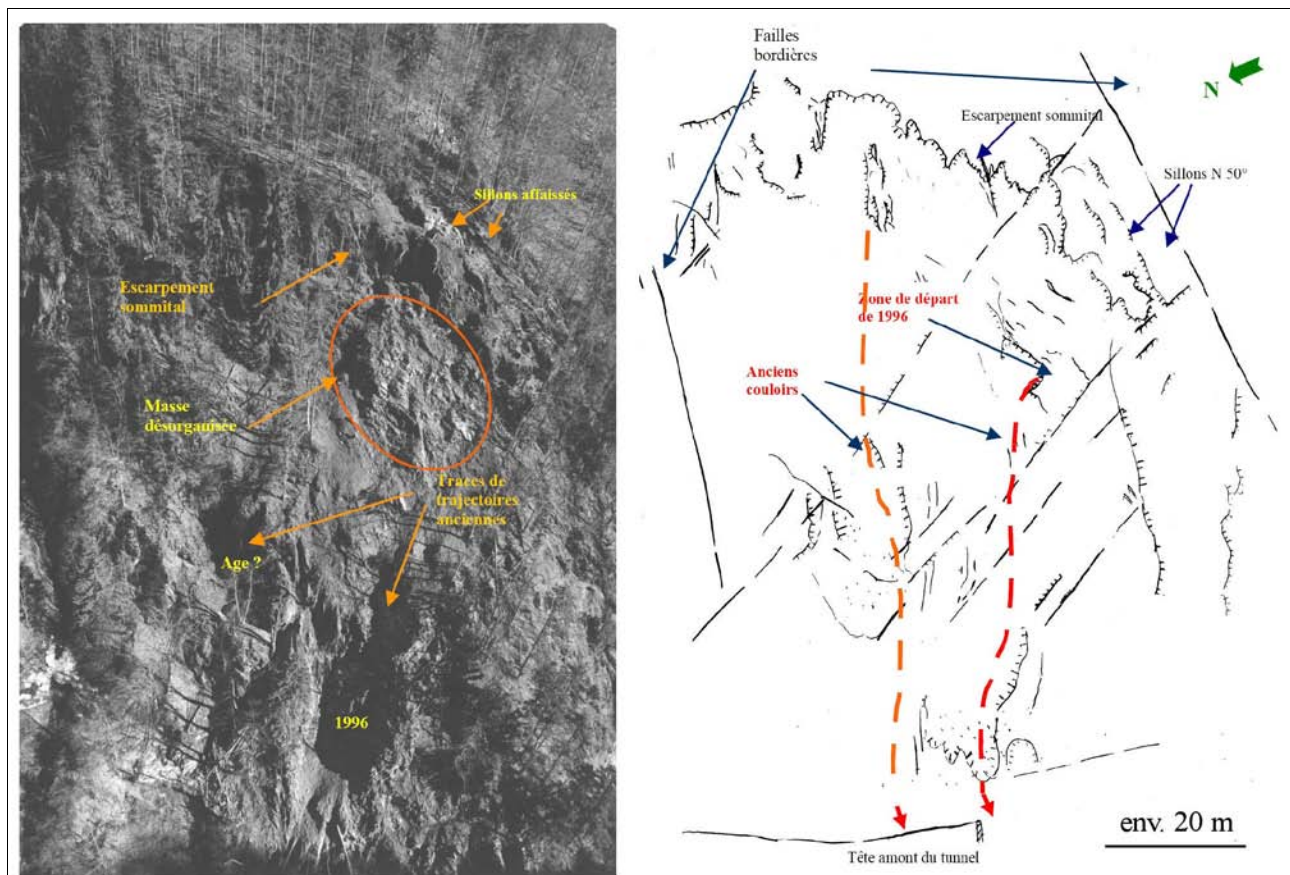 Sillons affaissés
Escarpement
sommital
Masse
désorganisée
Traces de
trajectoires
anciennes
Age ?
1996
Failles
bordières
N
Escarpement sommital
Sillons N 50°
Zone de départ
de 1996
Anciens
couloirs
env. 20 m
Tête amont du tunnel